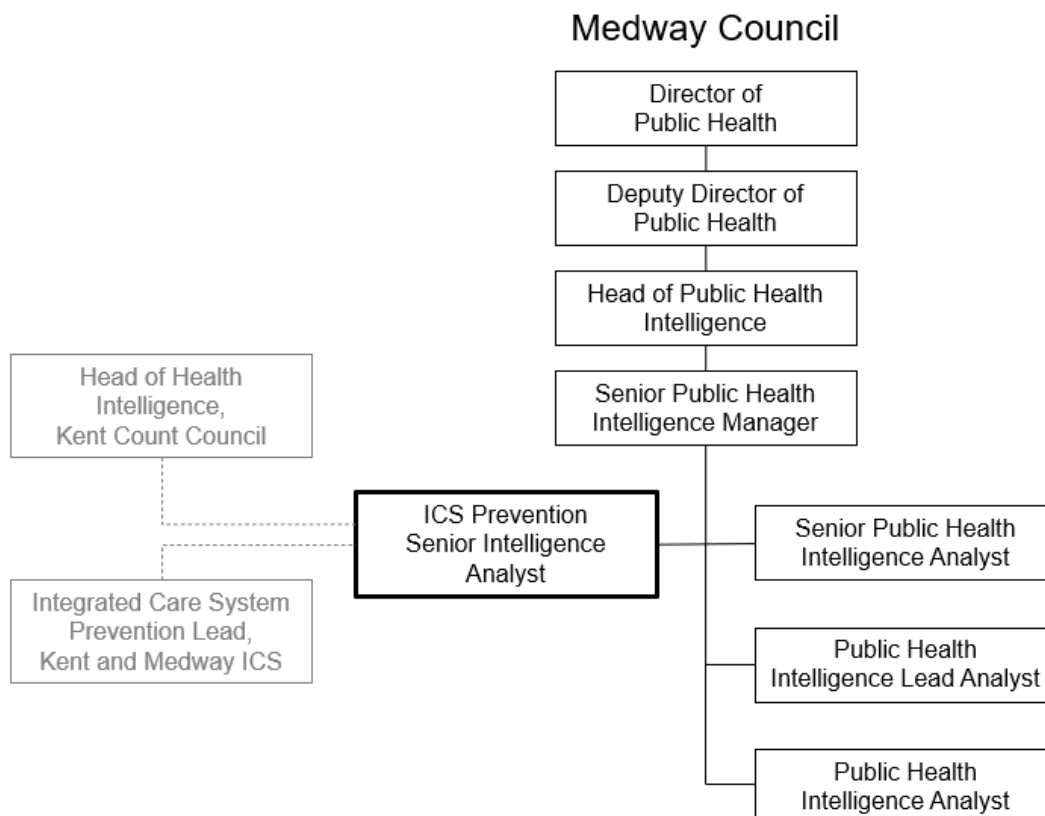 Medway Council
Director of
Public Health
Deputy Director of
Public Health
Head of Public Health
Intelligence
Senior Public Health
Intelligence Manager
Head of Health
Intelligence,
Kent Count Council
ICS Prevention
Senior Intelligence
Analyst
Integrated Care System
Prevention Lead,
Kent and Medway ICS
Senior Public Health
Intelligence Analyst
Public Health
Intelligence Lead Analyst
Public Health
Intelligence Analyst